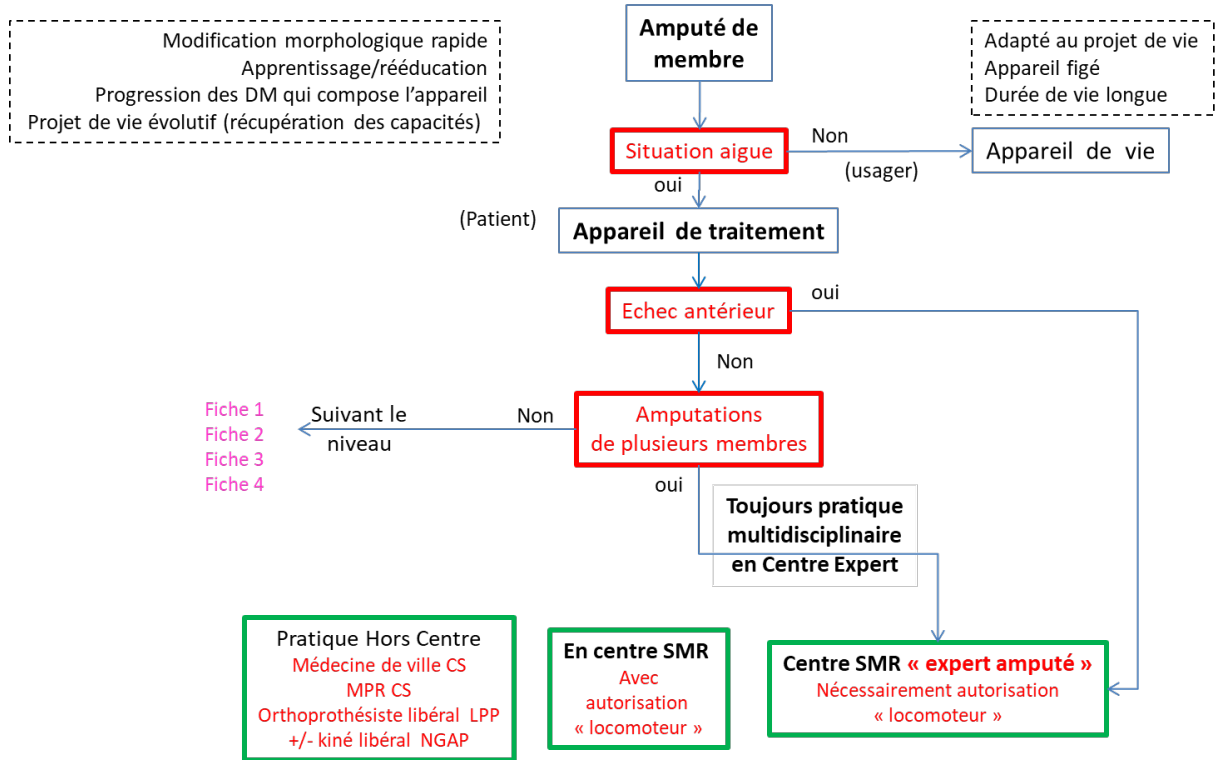 Modification morphologique rapide
Apprentissage/rééducation
Progression des DM qui compose l’appareil
Projet de vie évolutif (récupération des capacités)
Amputé de
membre
Adapté au projet de vie
Appareil figé
Durée de vie longue
Situation aigue
Non
(usager)
Appareil de vie
oui
(Patient)
Appareil de traitement
Echec antérieur
oui
Non
Amputations
de plusieurs membres
Non
Suivant le
niveau
Fiche 1
Fiche 2
Fiche 3
Fiche 4
oui
Toujours pratique
multidisciplinaire
en Centre Expert
Pratique Hors Centre
Médecine de ville CS
MPR CS
Orthoprothésiste libéral LPP
+/- kiné libéral NGAP
En centre SMR
Avec
autorisation
« locomoteur »
Centre SMR « expert amputé »
Nécessairement autorisation
« locomoteur »